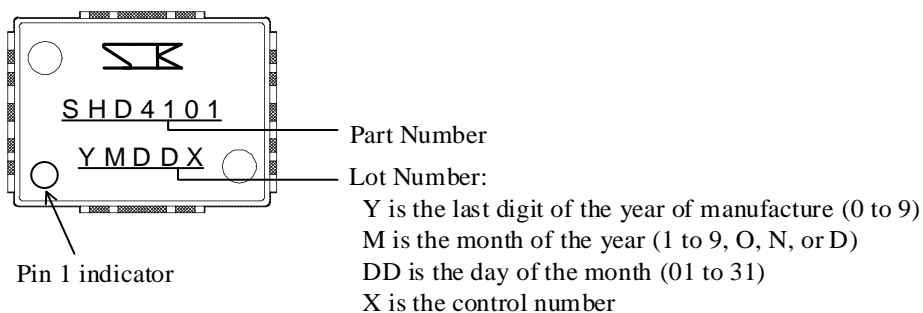 SK
SHD4101
YMDDX
Part Number
Lot Number:
Y is the last digit of the year of manufacture (0 to 9)
M is the month of the year (1 to 9, O, N, or D)
DD is the day of the month (01 to 31)
X is the control number
Pin 1 indicator